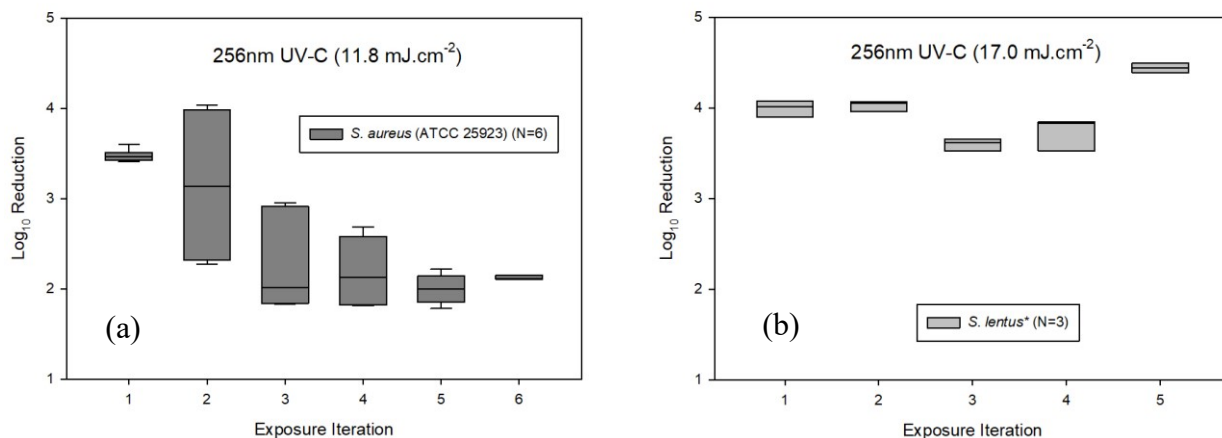 256nm UV-C (11.8 mJ.cm-2)
S. aureus (ATCC 25923) (N=6)
Log10 Reduction
5
4
3
2
1
(a)
1 2 3 4 5 6
Exposure Iteration
256nm UV-C (17.0 mJ.cm-2)
S. lentus* (N=3)
Log10 Reduction
5
4
3
2
1
(b)
1 2 3 4 5
Exposure Iteration